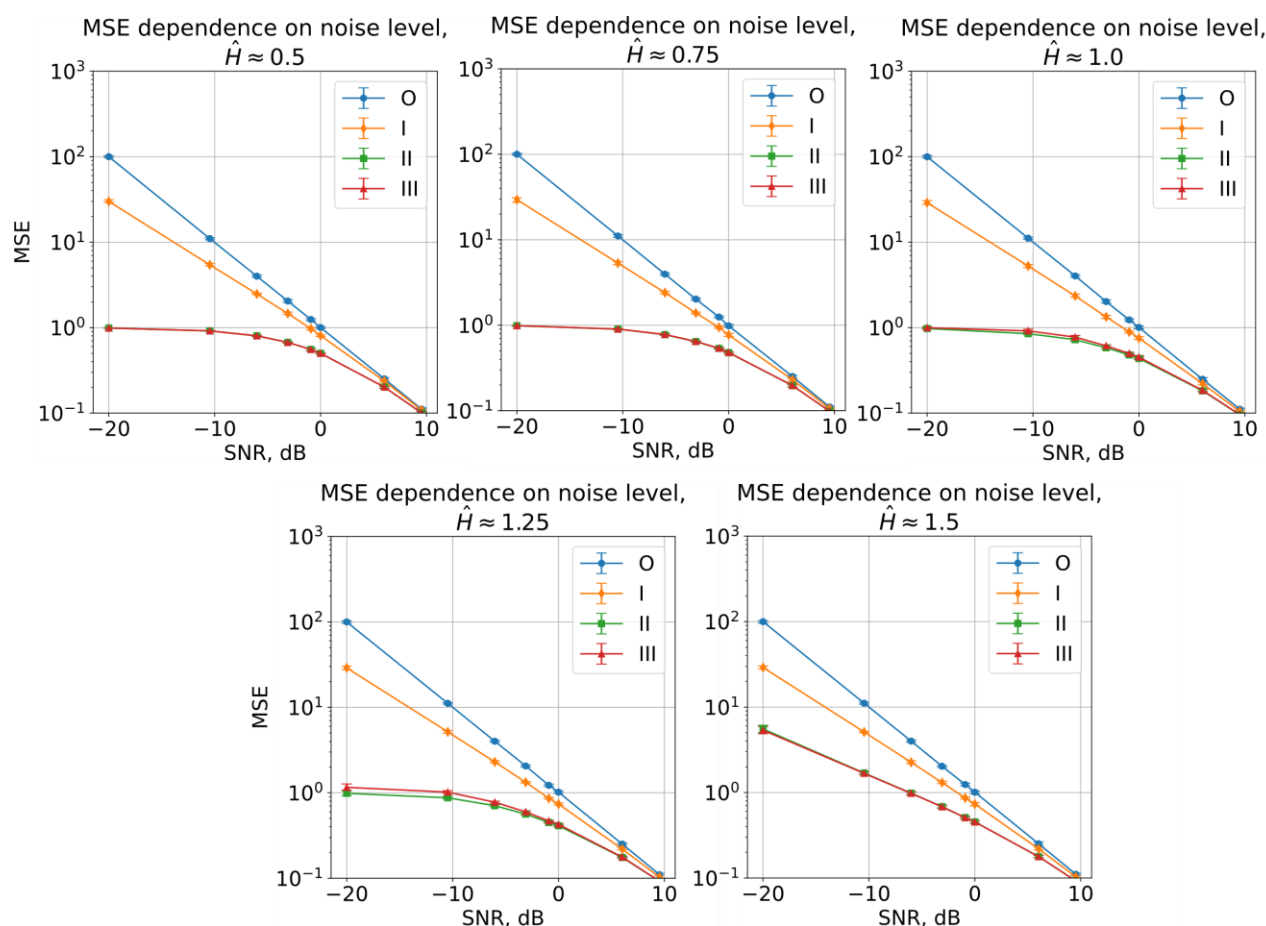 MSE dependence on noise level,
Ĥ ≈ 0.5
10³
10²
10¹
10⁰
10⁻¹
MSE
O
I
II
III
−20
−10
0
10
SNR, dB
MSE dependence on noise level,
Ĥ ≈ 0.75
10³
10²
10¹
10⁰
10⁻¹
O
I
II
III
−20
−10
0
10
SNR, dB
MSE dependence on noise level,
Ĥ ≈ 1.0
10³
10²
10¹
10⁰
10⁻¹
O
I
II
III
−20
−10
0
10
SNR, dB
MSE dependence on noise level,
Ĥ ≈ 1.25
10³
10²
10¹
10⁰
10⁻¹
MSE
O
I
II
III
−20
−10
0
10
SNR, dB
MSE dependence on noise level,
Ĥ ≈ 1.5
10³
10²
10¹
10⁰
10⁻¹
O
I
II
III
−20
−10
0
10
SNR, dB